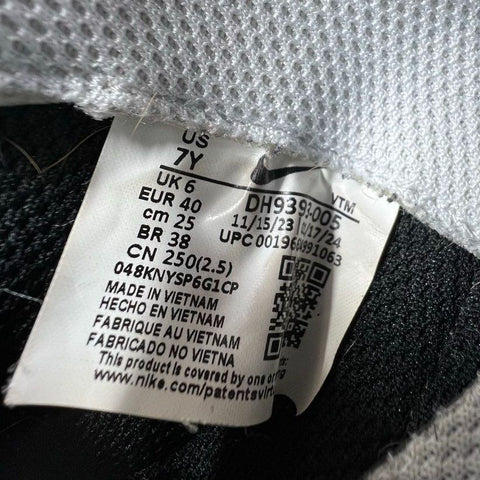 US
7Y
UK 6
EUR 40
cm 25
BR 38
CN 250(2.5)
048KNYSP6G1CP
MADE IN VIETNAM
HECHO EN VIETNAM
FABRIQUE AU VIETNAM
FABRICADO NO VIETNA
This product is covered by one or
www.nike.com/patents
TM
11/15/23
UPC